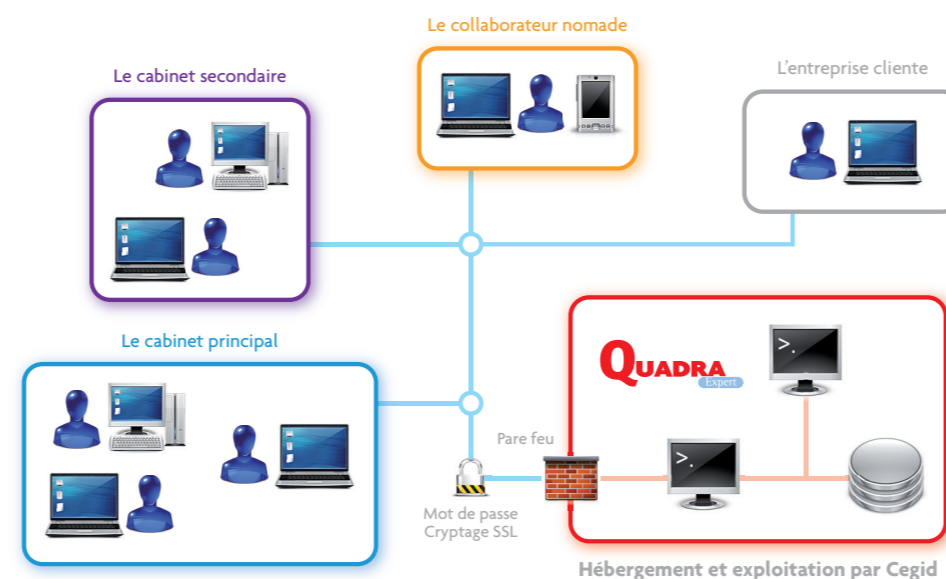 Le collaborateur nomade
Le cabinet secondaire
L'entreprise cliente
Le cabinet principal
QUADRA
Expert
>.
Pare feu
>.
Mot de passe
Cryptage SSL
Hébergement et exploitation par Cegid